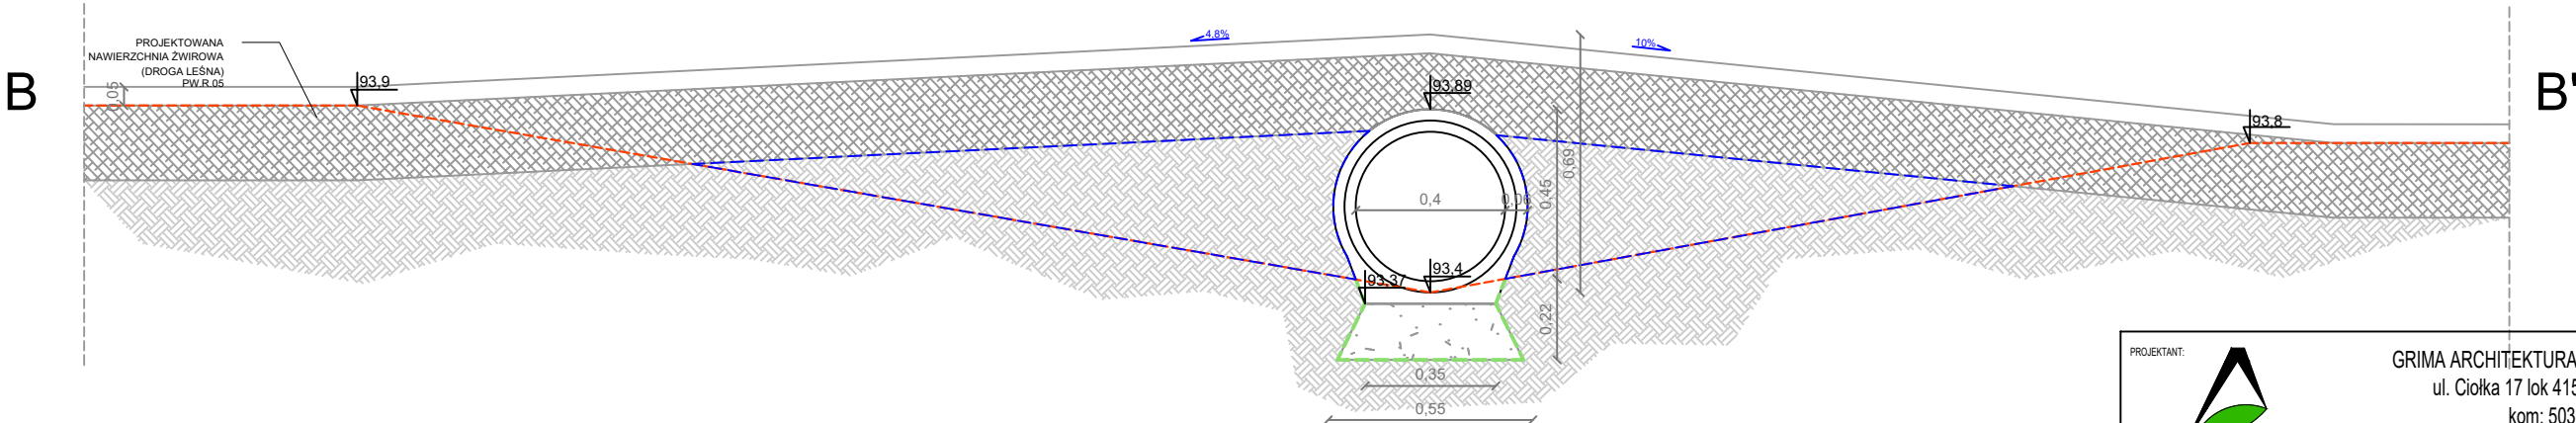 4,8%
10%
PROJEKTOWANA
NAWIERZCHNIA ŻWIROWA
(DROGA LEŚNA)
PW.R.05
B
B'
0,05
93,9
93,89
93,8
0,69
0,45
0,4
0,06
93,4
93,37
0,22
0,35
0,55
PROJEKTANT:
GRIMA ARCHITEKTURA
ul. Ciołka 17 lok 415
kom: 503